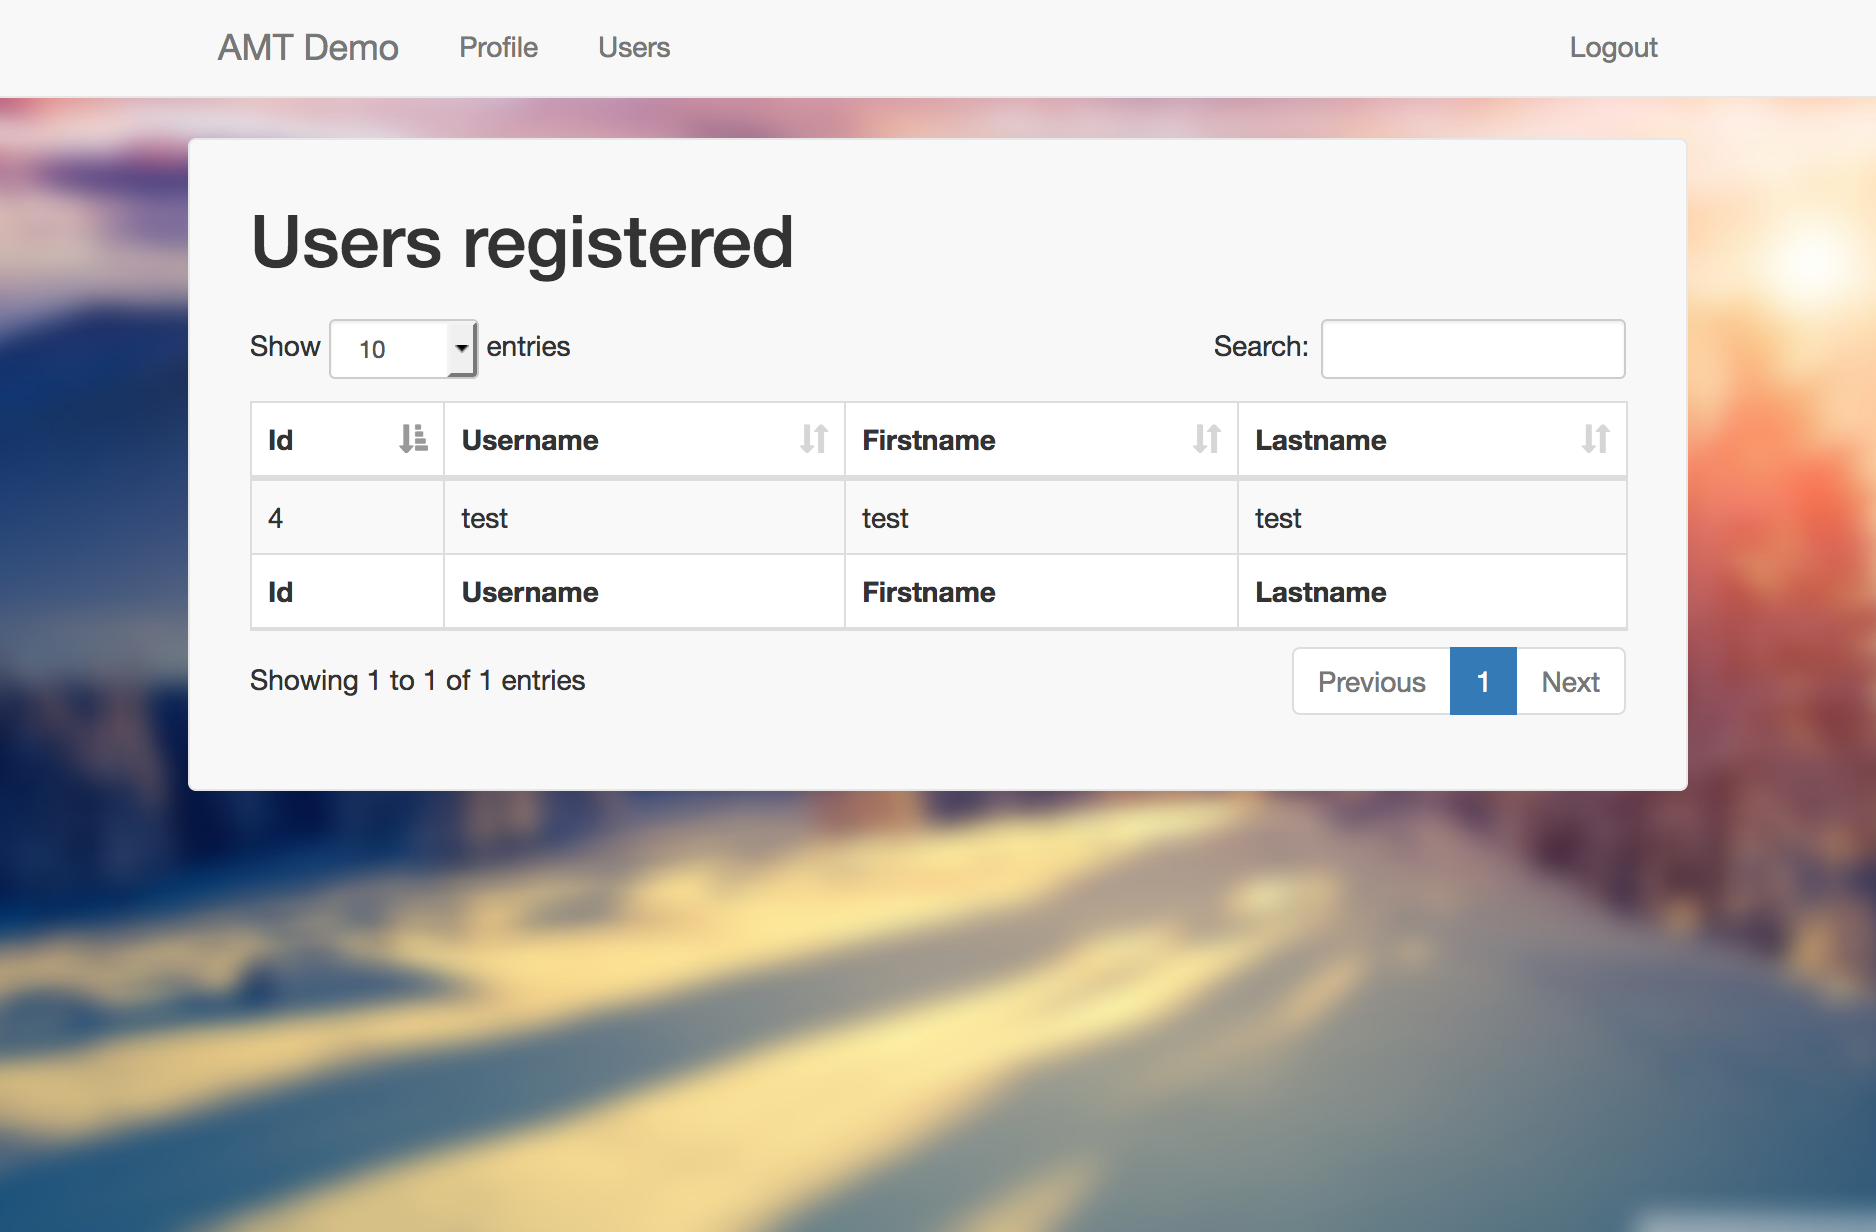 AMT Demo Profile Users Logout
Users registered
Show 10 entries Search:
Id Username Firstname Lastname
4 test test test
Id Username Firstname Lastname
Showing 1 to 1 of 1 entries Previous 1 Next